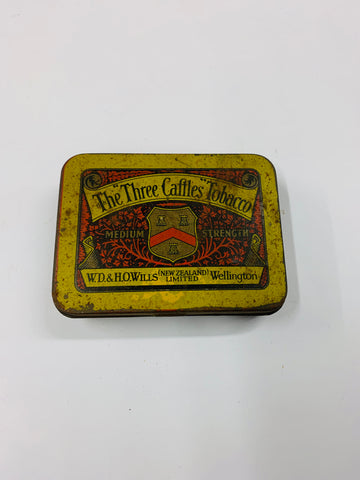 The "Three Castles" Tobacco
MEDIUM STRENGTH
W.D. & H.O. WILLS (NEW ZEALAND) LIMITED Wellington